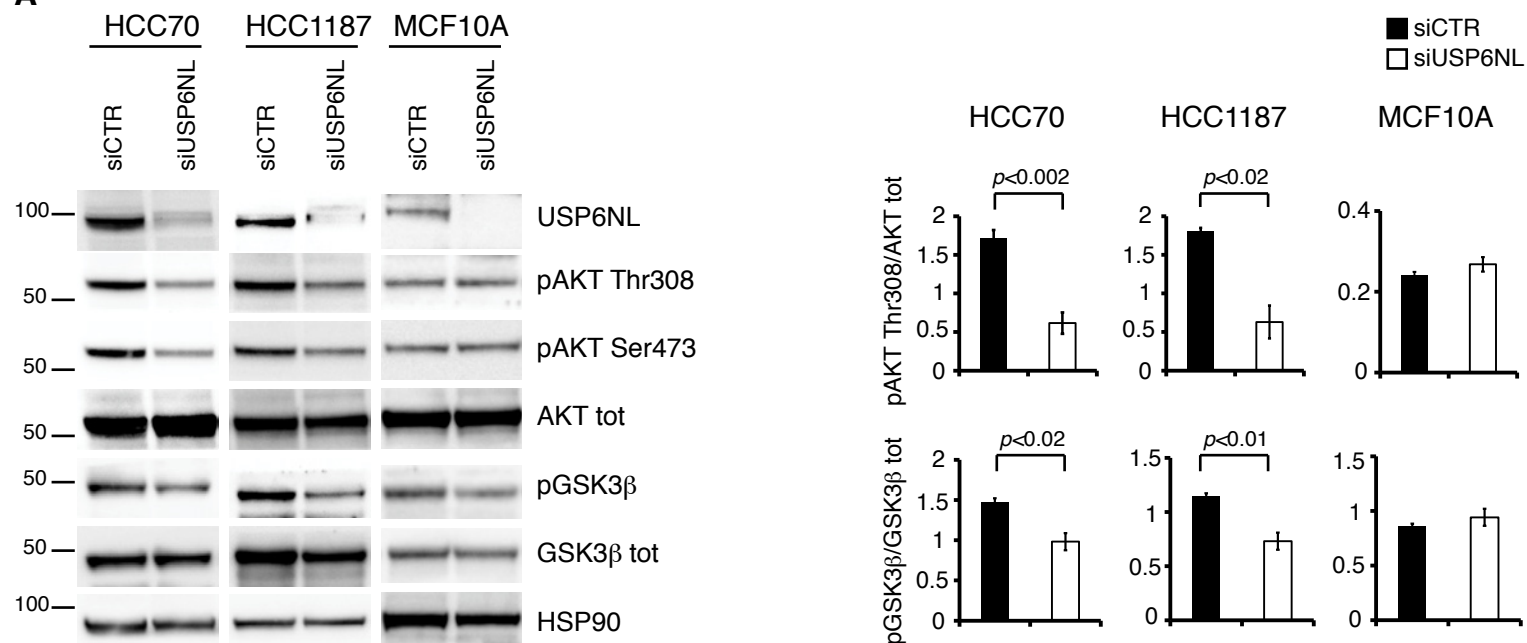 A
HCC70 HCC1187 MCF10A
siCTR siUSP6NL siCTR siUSP6NL siCTR siUSP6NL
100 USP6NL
50 pAKT Thr308
50 pAKT Ser473
50 AKT tot
50 pGSK3β
50 GSK3β tot
100 HSP90
siCTR
siUSP6NL
HCC70 HCC1187 MCF10A
pAKT Thr308/AKT tot
p<0.002 p<0.02
2 2 0.4
1.5 1.5
1 1 0.2
0.5 0.5
0 0 0
pGSK3β/GSK3β tot
p<0.02 p<0.01
2 1.5 1.5
1.5 1 1
1 0.5 0.5
0.5
0 0 0